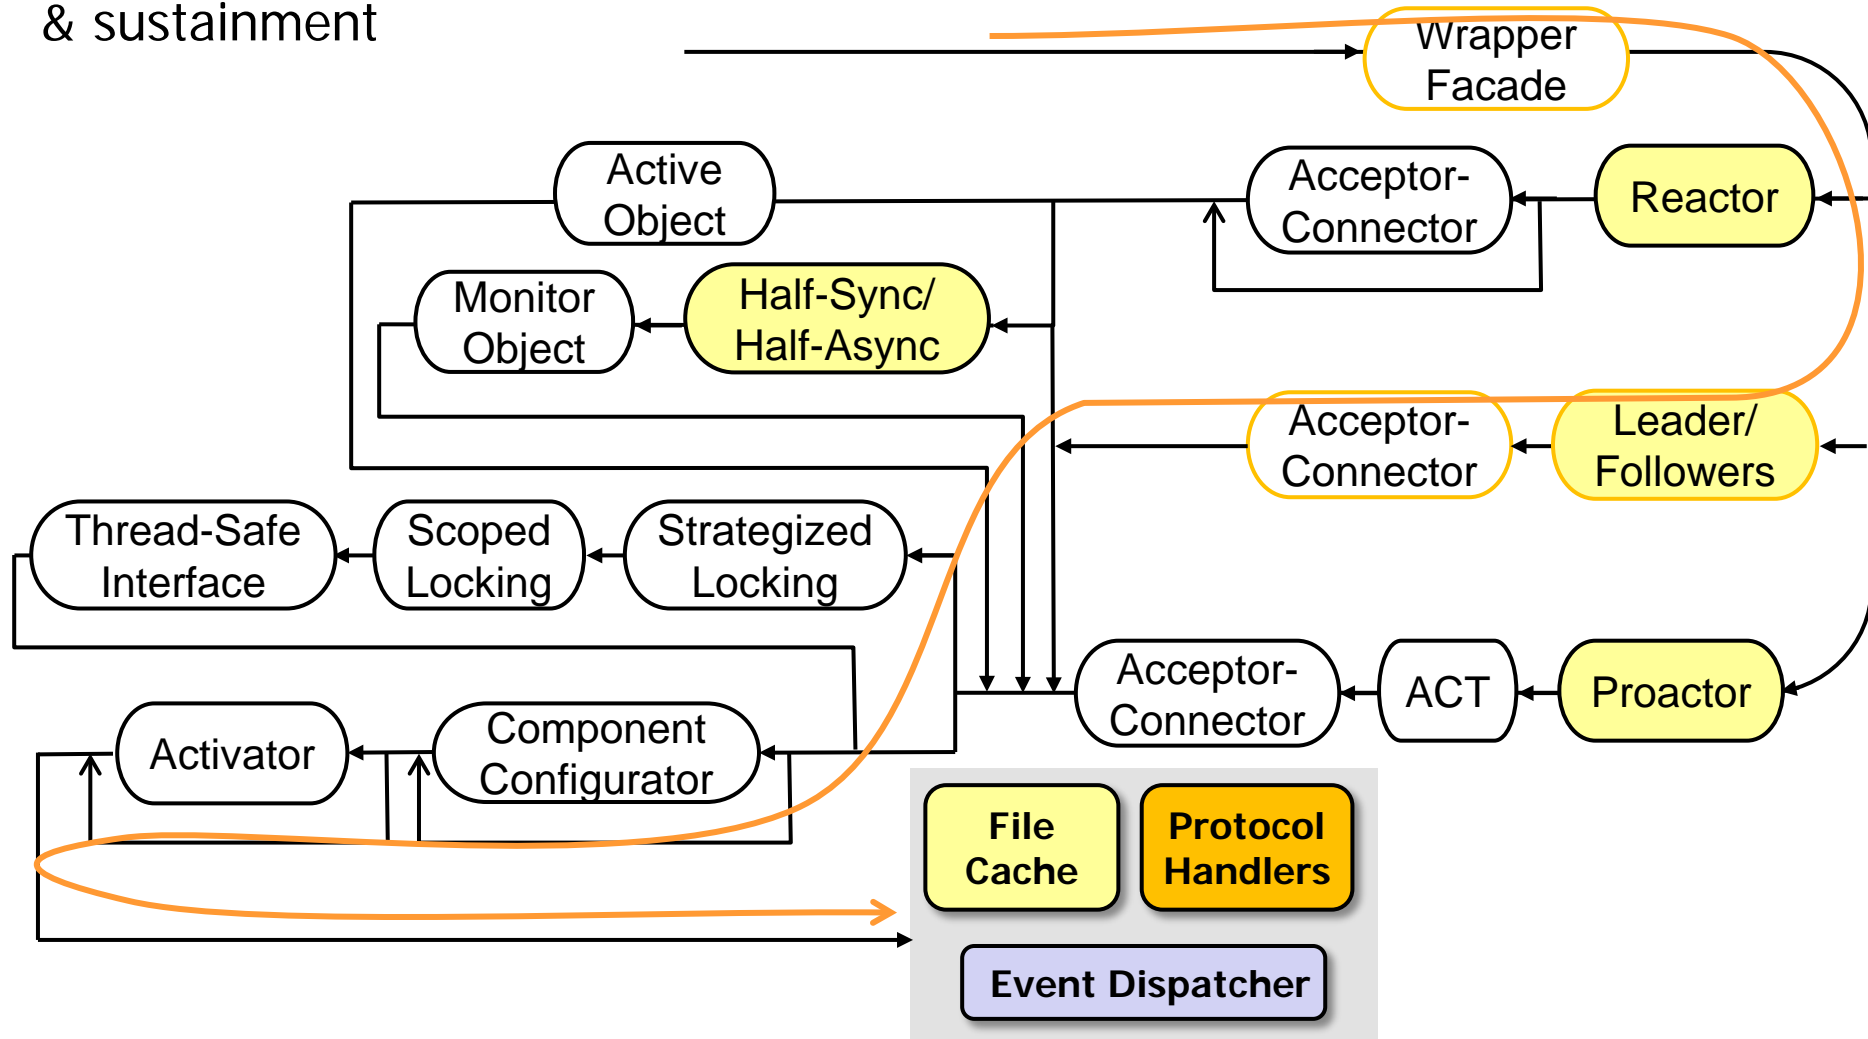 & sustainment
Wrapper
Facade
Active
Object
Acceptor-
Connector
Reactor
Monitor
Object
Half-Sync/
Half-Async
Acceptor-
Connector
Leader/
Followers
Thread-Safe
Interface
Scoped
Locking
Strategized
Locking
Acceptor-
Connector
ACT
Proactor
Activator
Component
Configurator
File
Cache
Protocol
Handlers
Event Dispatcher